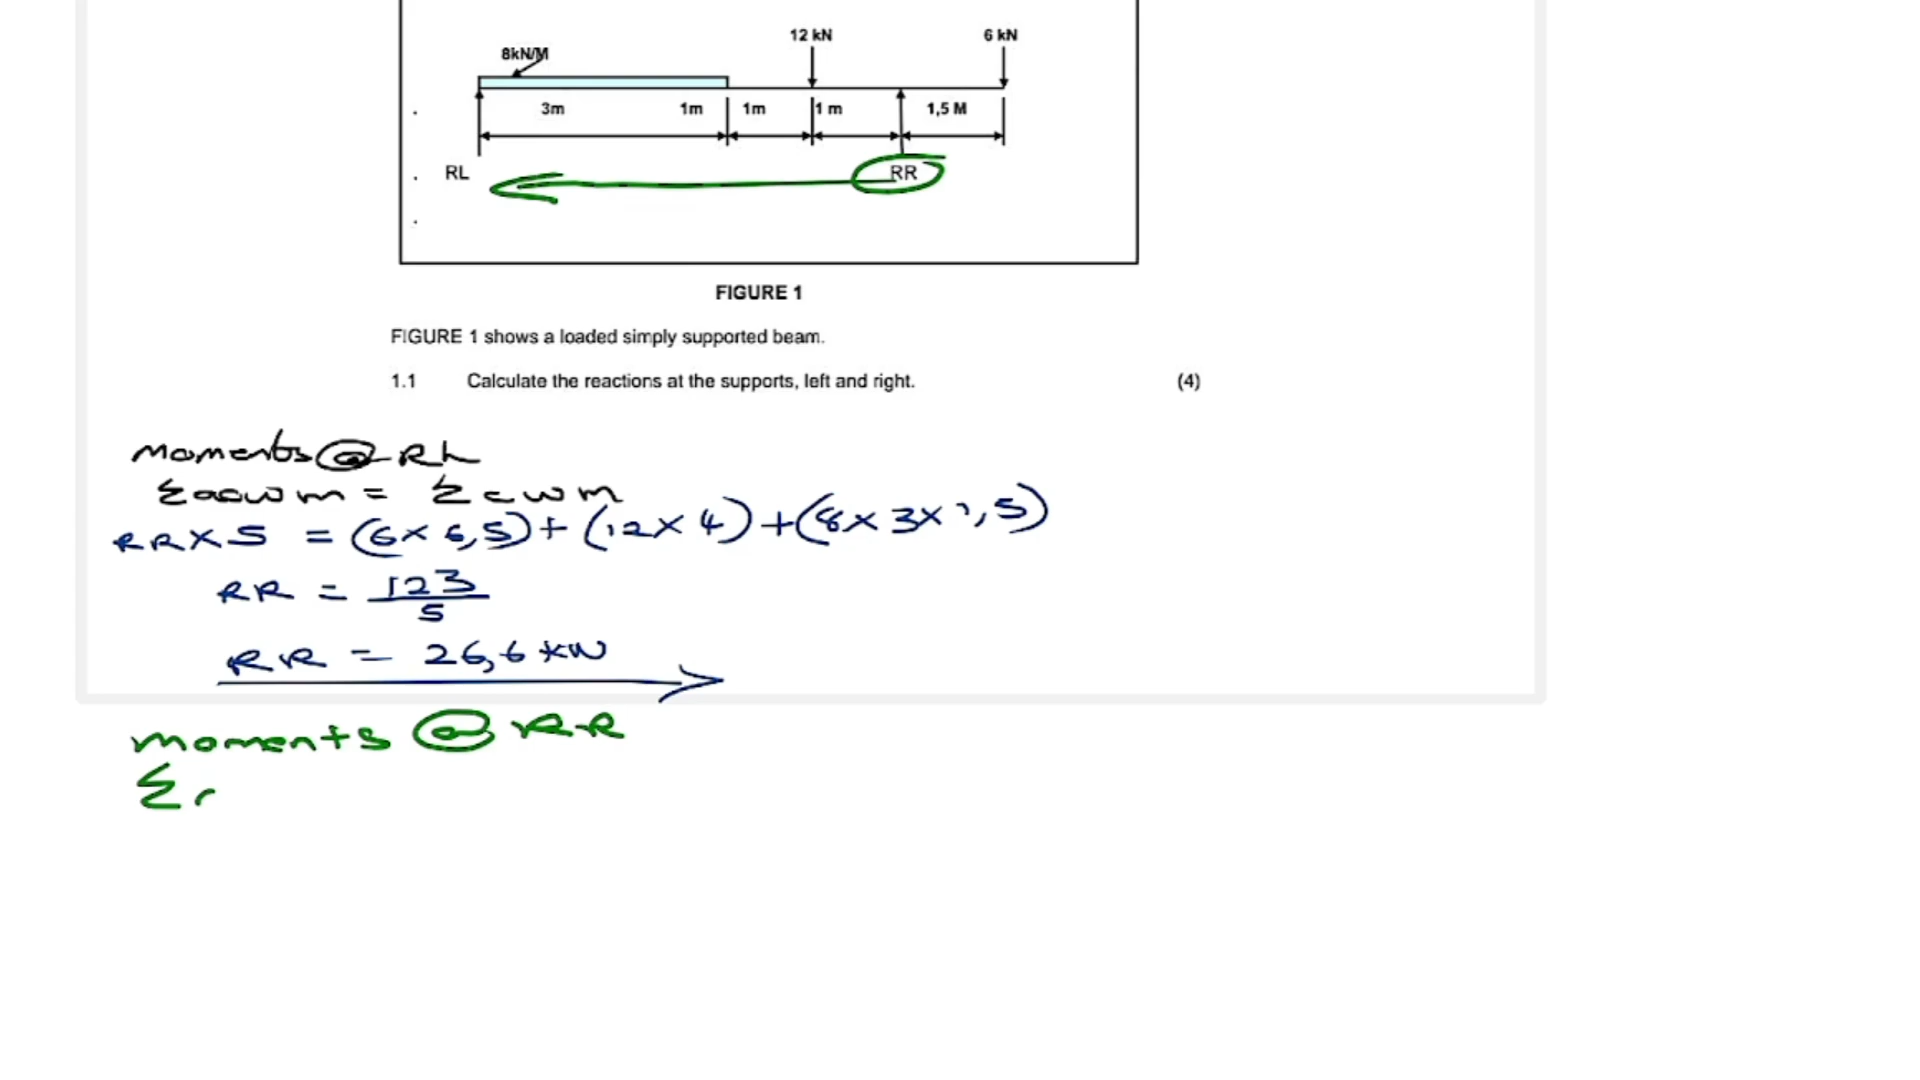 12 kN 6 kN
8kN/M
3m 1m 1m 1 m 1,5 M
RL RR
FIGURE 1
FIGURE 1 shows a loaded simply supported beam.
1.1 Calculate the reactions at the supports, left and right. (4)
Moments @ RL
Σacwm = Σcwm
RR×5 = (6×6,5)+(12×4)+(8×3×1,5)
RR = 123/5
RR = 26,6 kN
moments @ RR
Σ